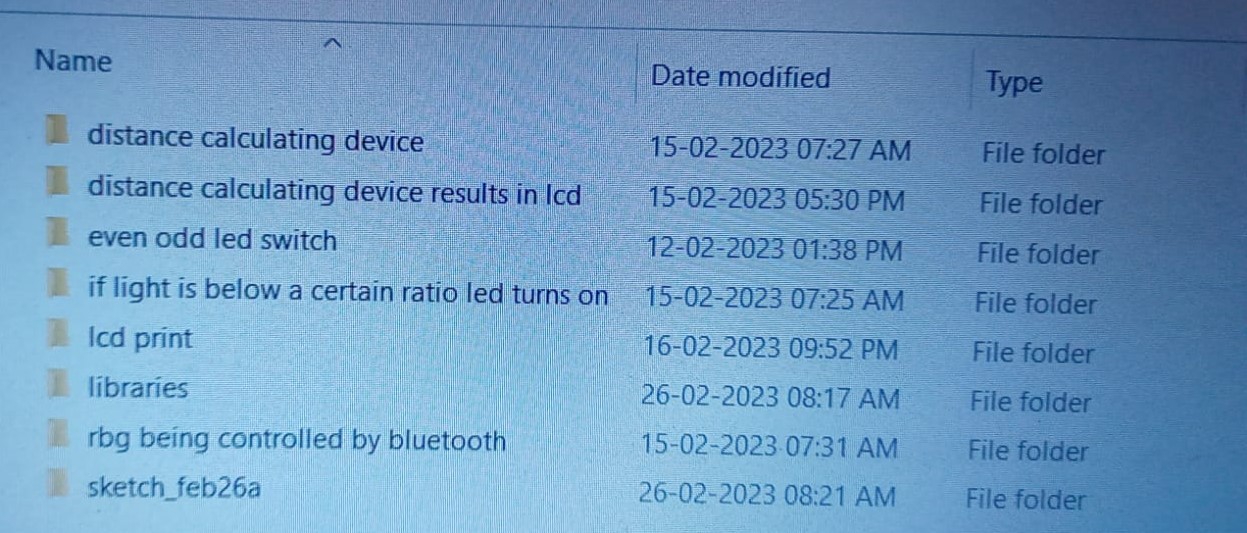 Name Date modified Type
distance calculating device 15-02-2023 07:27 AM File folder
distance calculating device results in lcd 15-02-2023 05:30 PM File folder
even odd led switch 12-02-2023 01:38 PM File folder
if light is below a certain ratio led turns on 15-02-2023 07:25 AM File folder
lcd print 16-02-2023 09:52 PM File folder
libraries 26-02-2023 08:17 AM File folder
rbg being controlled by bluetooth 15-02-2023 07:31 AM File folder
sketch_feb26a 26-02-2023 08:21 AM File folder